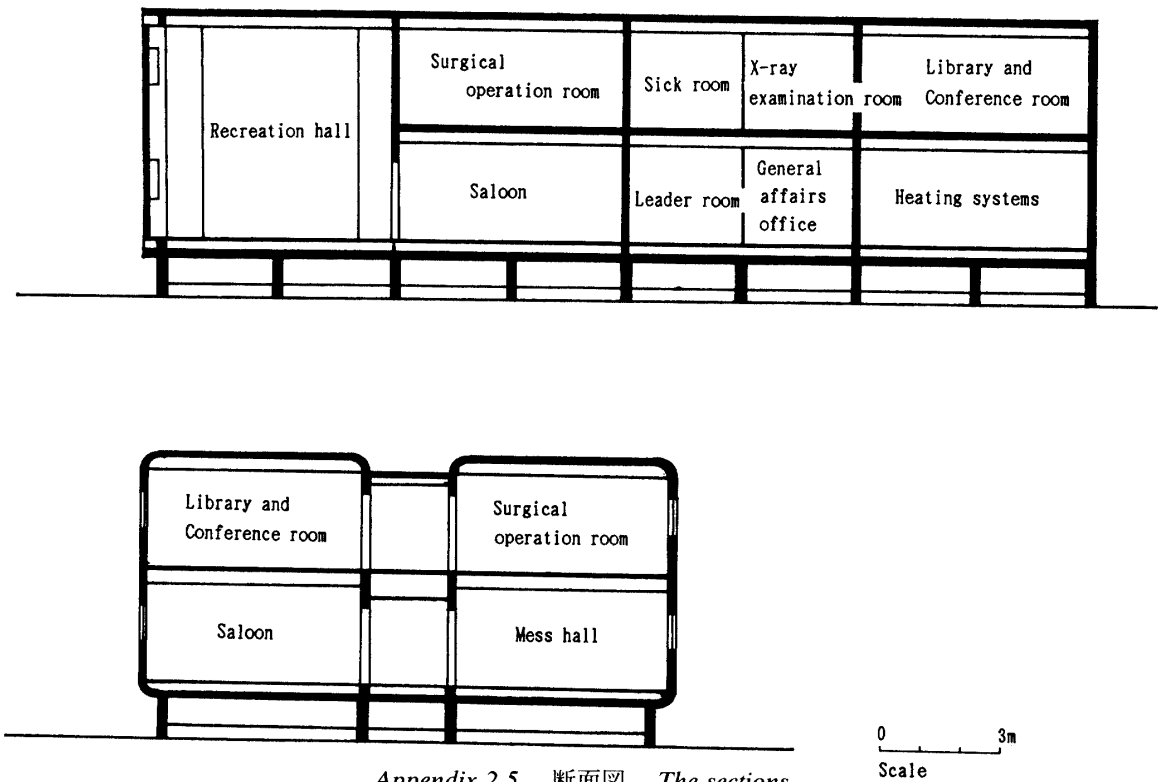 Recreation hall
Surgical
operation room
Sick room
X-ray
examination room
Library and
Conference room
Saloon
Leader room
General
affairs
office
Heating systems
Library and
Conference room
Surgical
operation room
Saloon
Mess hall
0 3m
Scale
Appendix 2.5 断面図 The sections